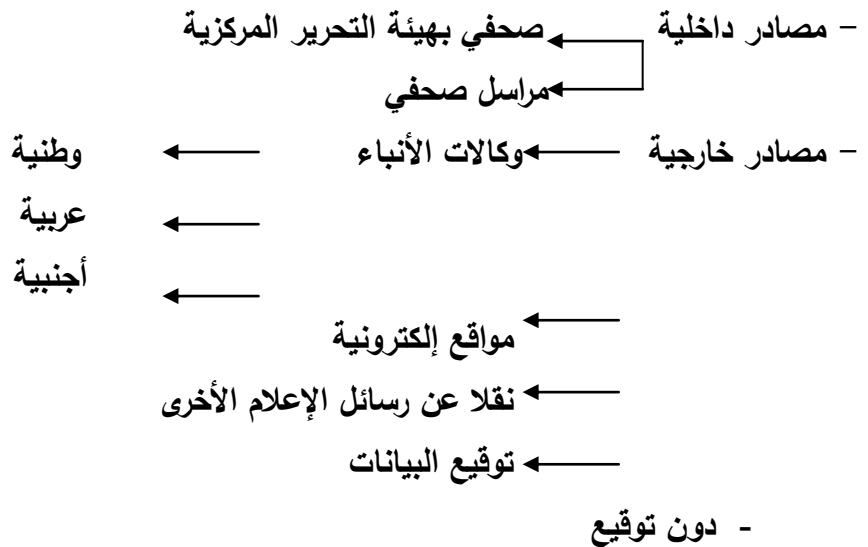 – مصادر داخلية صحفي بهيئة التحرير المركزية
مراسل صحفي
– مصادر خارجية وكالات الأنباء وطنية
عربية
أجنبية
مواقع إلكترونية
نقلا عن رسائل الإعلام الأخرى
توقيع البيانات
- دون توقيع